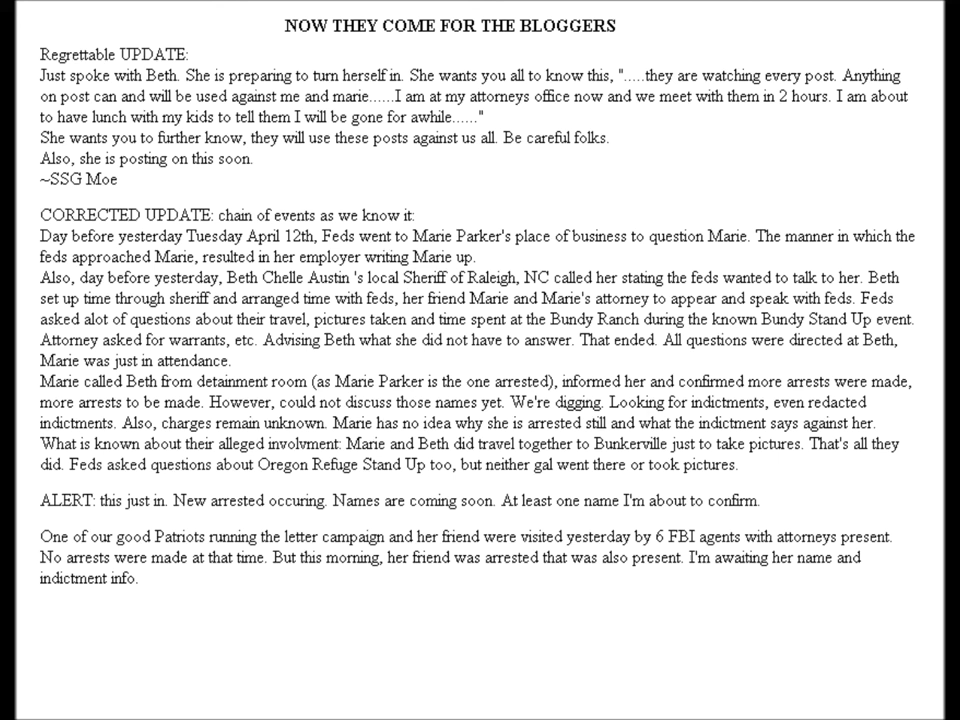 NOW THEY COME FOR THE BLOGGERS
Regrettable UPDATE:
Just spoke with Beth. She is preparing to turn herself in. She wants you all to know this, ".....they are watching every post. Anything
on post can and will be used against me and marie......I am at my attorneys office now and we meet with them in 2 hours. I am about
to have lunch with my kids to tell them I will be gone for awhile......"
She wants you to further know, they will use these posts against us all. Be careful folks.
Also, she is posting on this soon.
~SSG Moe
CORRECTED UPDATE: chain of events as we know it:
Day before yesterday Tuesday April 12th, Feds went to Marie Parker's place of business to question Marie. The manner in which the
feds approached Marie, resulted in her employer writing Marie up.
Also, day before yesterday, Beth Chelle Austin 's local Sheriff of Raleigh, NC called her stating the feds wanted to talk to her. Beth
set up time through sheriff and arranged time with feds, her friend Marie and Marie's attorney to appear and speak with feds. Feds
asked alot of questions about their travel, pictures taken and time spent at the Bundy Ranch during the known Bundy Stand Up event.
Attorney asked for warrants, etc. Advising Beth what she did not have to answer. That ended. All questions were directed at Beth,
Marie was just in attendance.
Marie called Beth from detainment room (as Marie Parker is the one arrested), informed her and confirmed more arrests were made,
more arrests to be made. However, could not discuss those names yet. We're digging. Looking for indictments, even redacted
indictments. Also, charges remain unknown. Marie has no idea why she is arrested still and what the indictment says against her.
What is known about their alleged involvment: Marie and Beth did travel together to Bunkerville just to take pictures. That's all they
did. Feds asked questions about Oregon Refuge Stand Up too, but neither gal went there or took pictures.
ALERT: this just in. New arrested occuring. Names are coming soon. At least one name I'm about to confirm.
One of our good Patriots running the letter campaign and her friend were visited yesterday by 6 FBI agents with attorneys present.
No arrests were made at that time. But this morning, her friend was arrested that was also present. I'm awaiting her name and
indictment info.